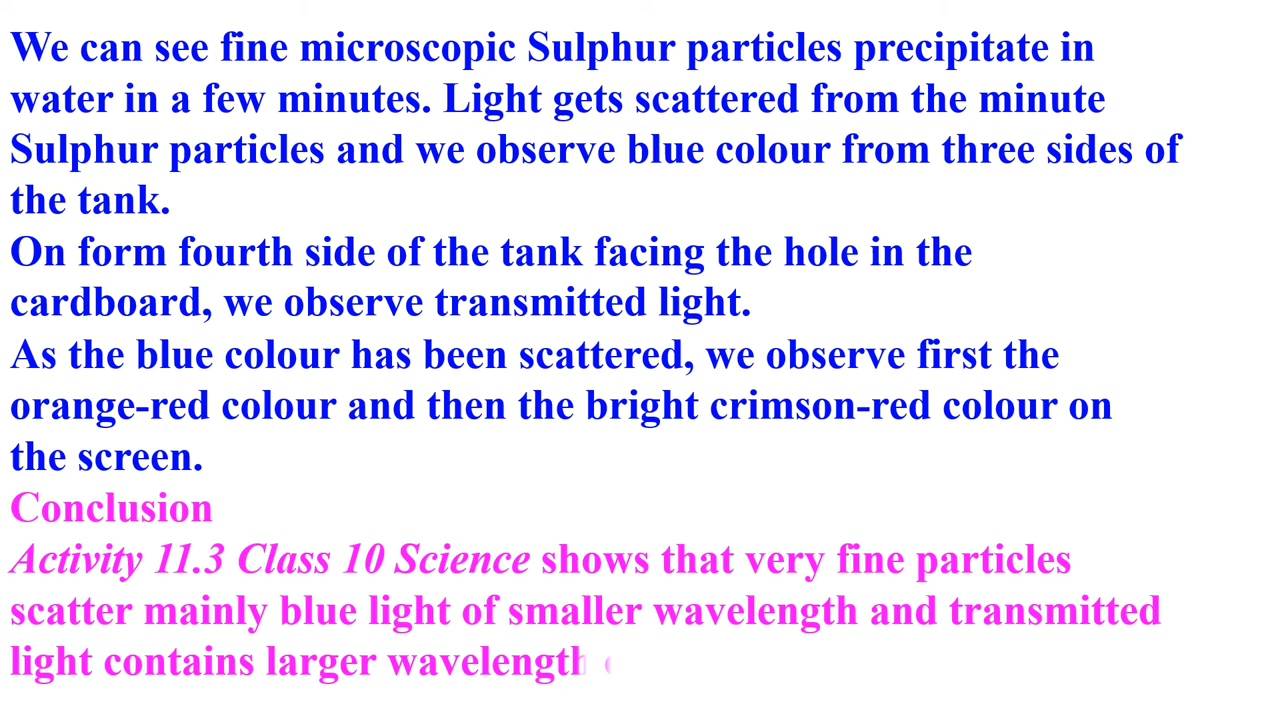 We can see fine microscopic Sulphur particles precipitate in
water in a few minutes. Light gets scattered from the minute
Sulphur particles and we observe blue colour from three sides of
the tank.
On form fourth side of the tank facing the hole in the
cardboard, we observe transmitted light.
As the blue colour has been scattered, we observe first the
orange-red colour and then the bright crimson-red colour on
the screen.
Conclusion
Activity 11.3 Class 10 Science shows that very fine particles
scatter mainly blue light of smaller wavelength and transmitted
light contains larger wavelength